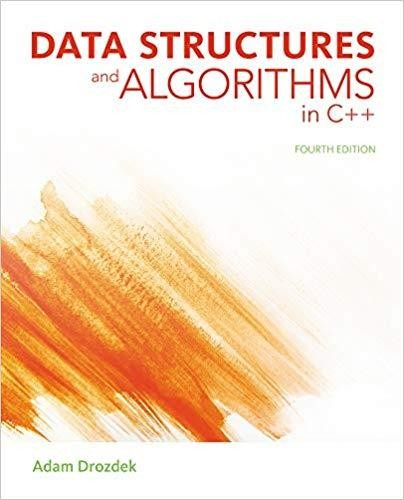 DATA STRUCTURES
and ALGORITHMS
in C++
FOURTH EDITION
Adam Drozdek